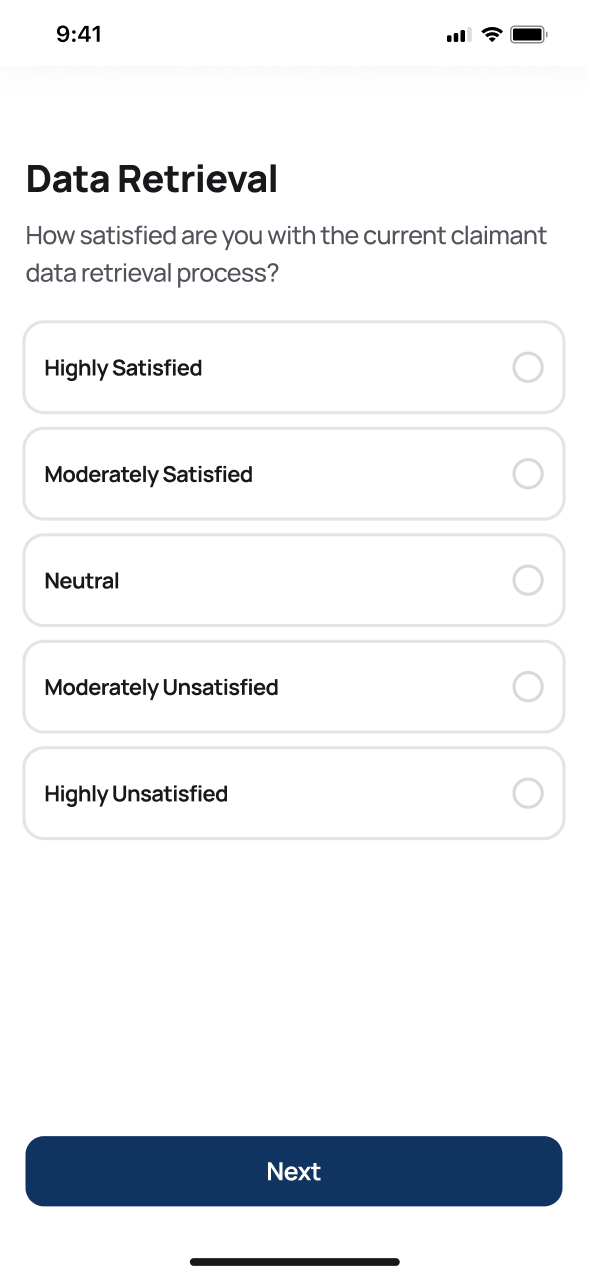 9:41
Data Retrieval
How satisfied are you with the current claimant
data retrieval process?
Highly Satisfied
Moderately Satisfied
Neutral
Moderately Unsatisfied
Highly Unsatisfied
Next